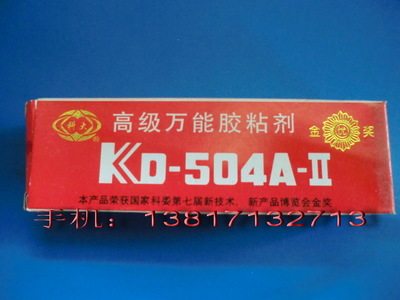 科大
®
高级万能胶粘剂
金 奖
KD-504A-II
本产品荣获国家科委第七届新技术、新产品博览会金奖
手机：13817132713